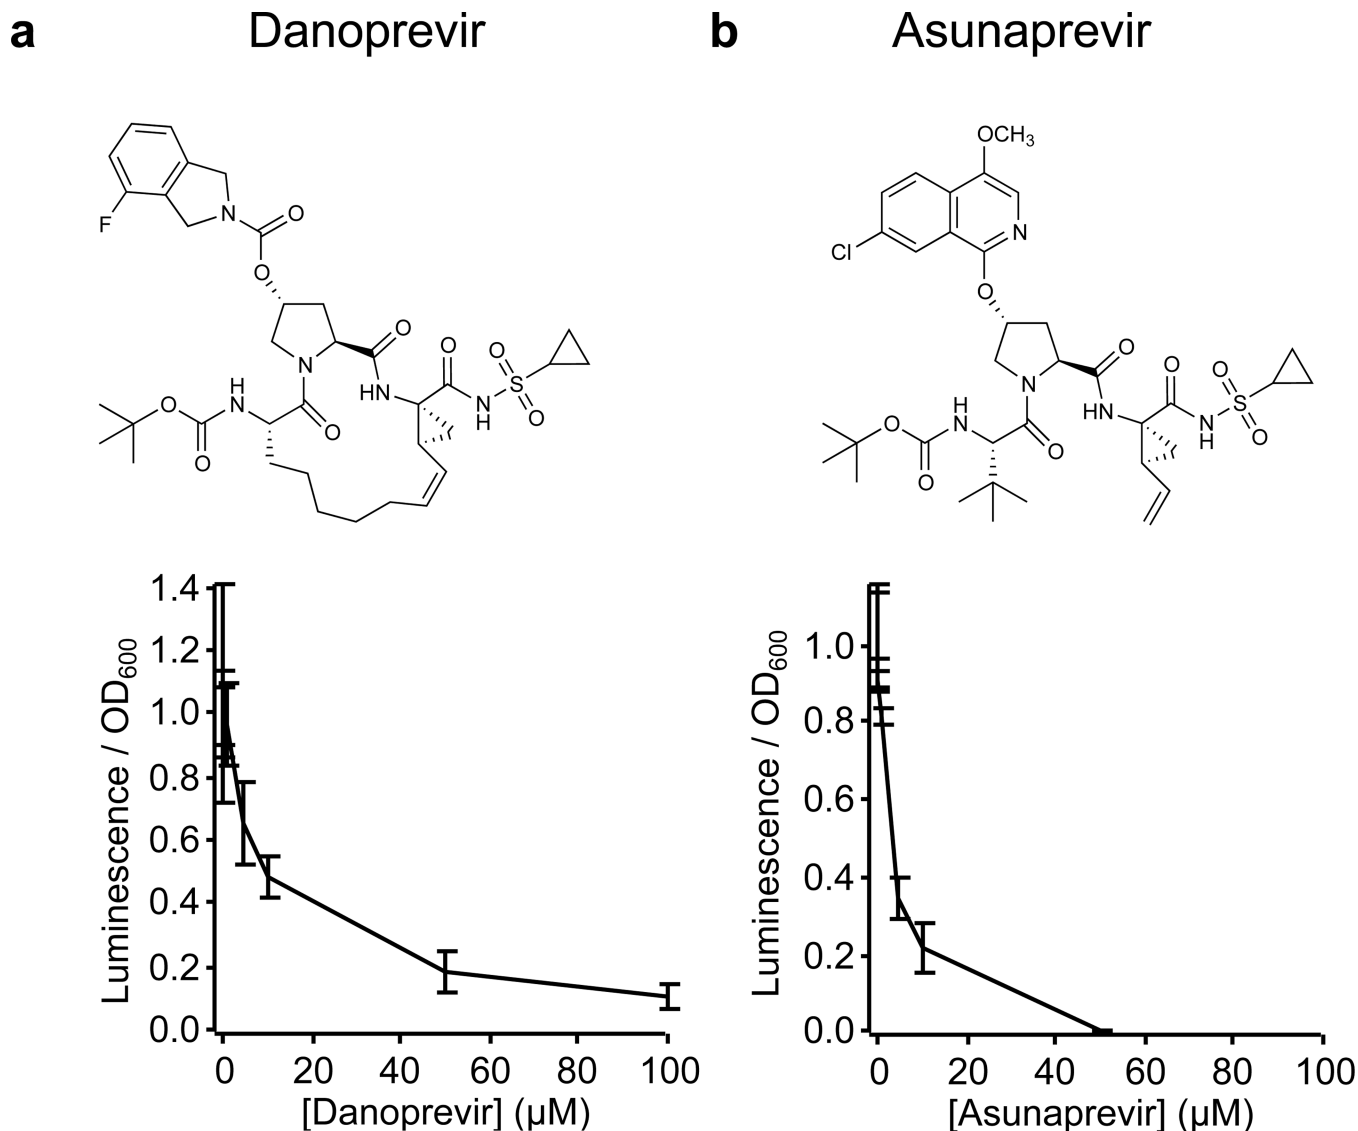 a Danoprevir
b Asunaprevir
F
N
O
O
N
O
H
N
O
O
O
HN
O
N
H
O
S
O
OCH3
Cl
N
O
N
O
H
N
O
O
O
HN
O
N
H
O
S
O
Luminescence / OD600
1.4
1.2
1.0
0.8
0.6
0.4
0.2
0.0
0 20 40 60 80 100
[Danoprevir] (µM)
Luminescence / OD600
1.0
0.8
0.6
0.4
0.2
0.0
0 20 40 60 80 100
[Asunaprevir] (µM)